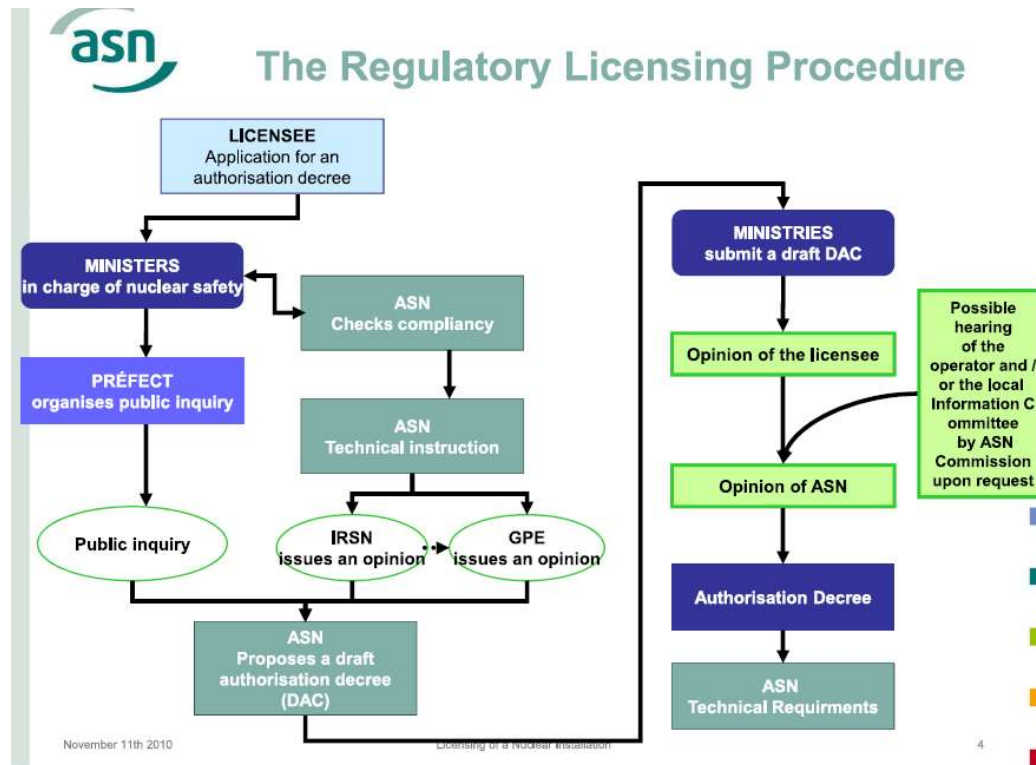 asn
The Regulatory Licensing Procedure
LICENSEE
Application for an
authorisation decree
MINISTERS
in charge of nuclear safety
ASN
Checks compliancy
PRÉFECT
organises public inquiry
ASN
Technical instruction
Public inquiry
IRSN
issues an opinion
GPE
issues an opinion
ASN
Proposes a draft
authorisation decree
(DAC)
MINISTRIES
submit a draft DAC
Opinion of the licensee
Possible
hearing
of the
operator and /
or the local
Information C
ommittee
by ASN
Commission
upon request
Opinion of ASN
Authorisation Decree
ASN
Technical Requirments
November 11th 2010
Licensing of a Nuclear Installation
4